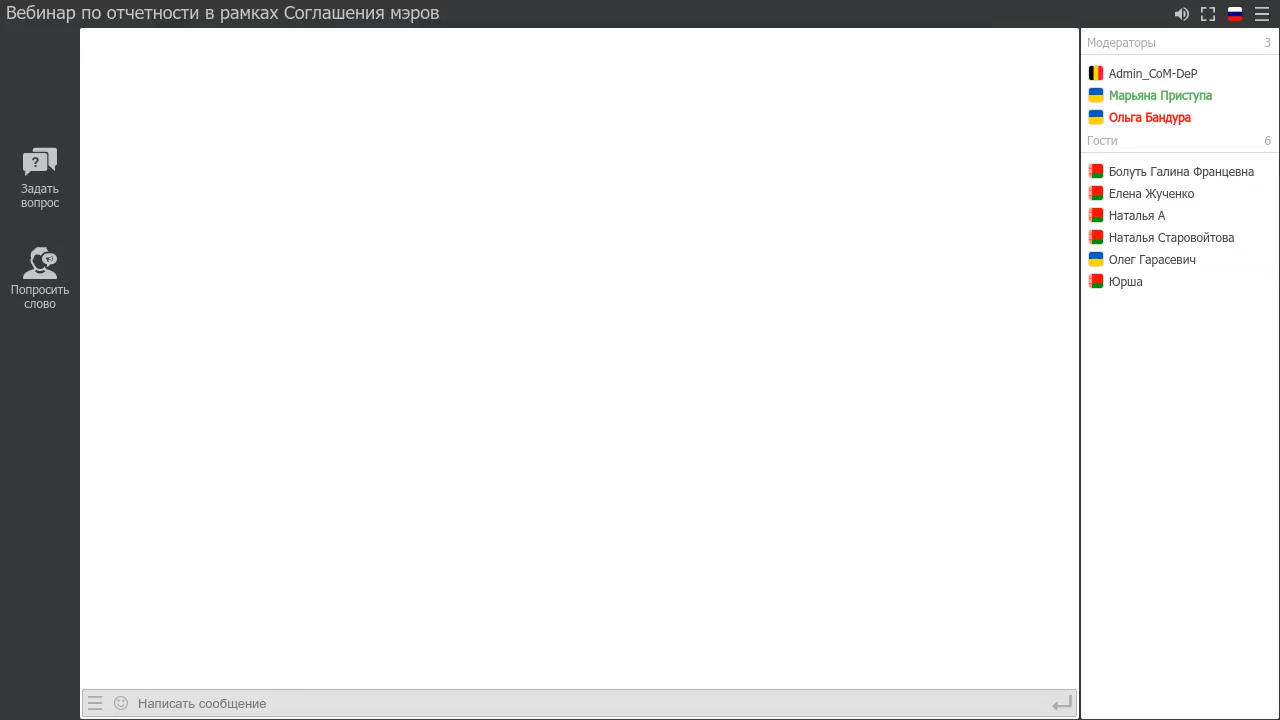 Вебинар по отчетности в рамках Соглашения мэров
Задать
вопрос
Попросить
слово
Написать сообщение
Модераторы 3
Admin_CoM-DeP
Марьяна Приступа
Ольга Бандура
Гости 6
Болуть Галина Францевна
Елена Жученко
Наталья А
Наталья Старовойтова
Олег Гарасевич
Юрша